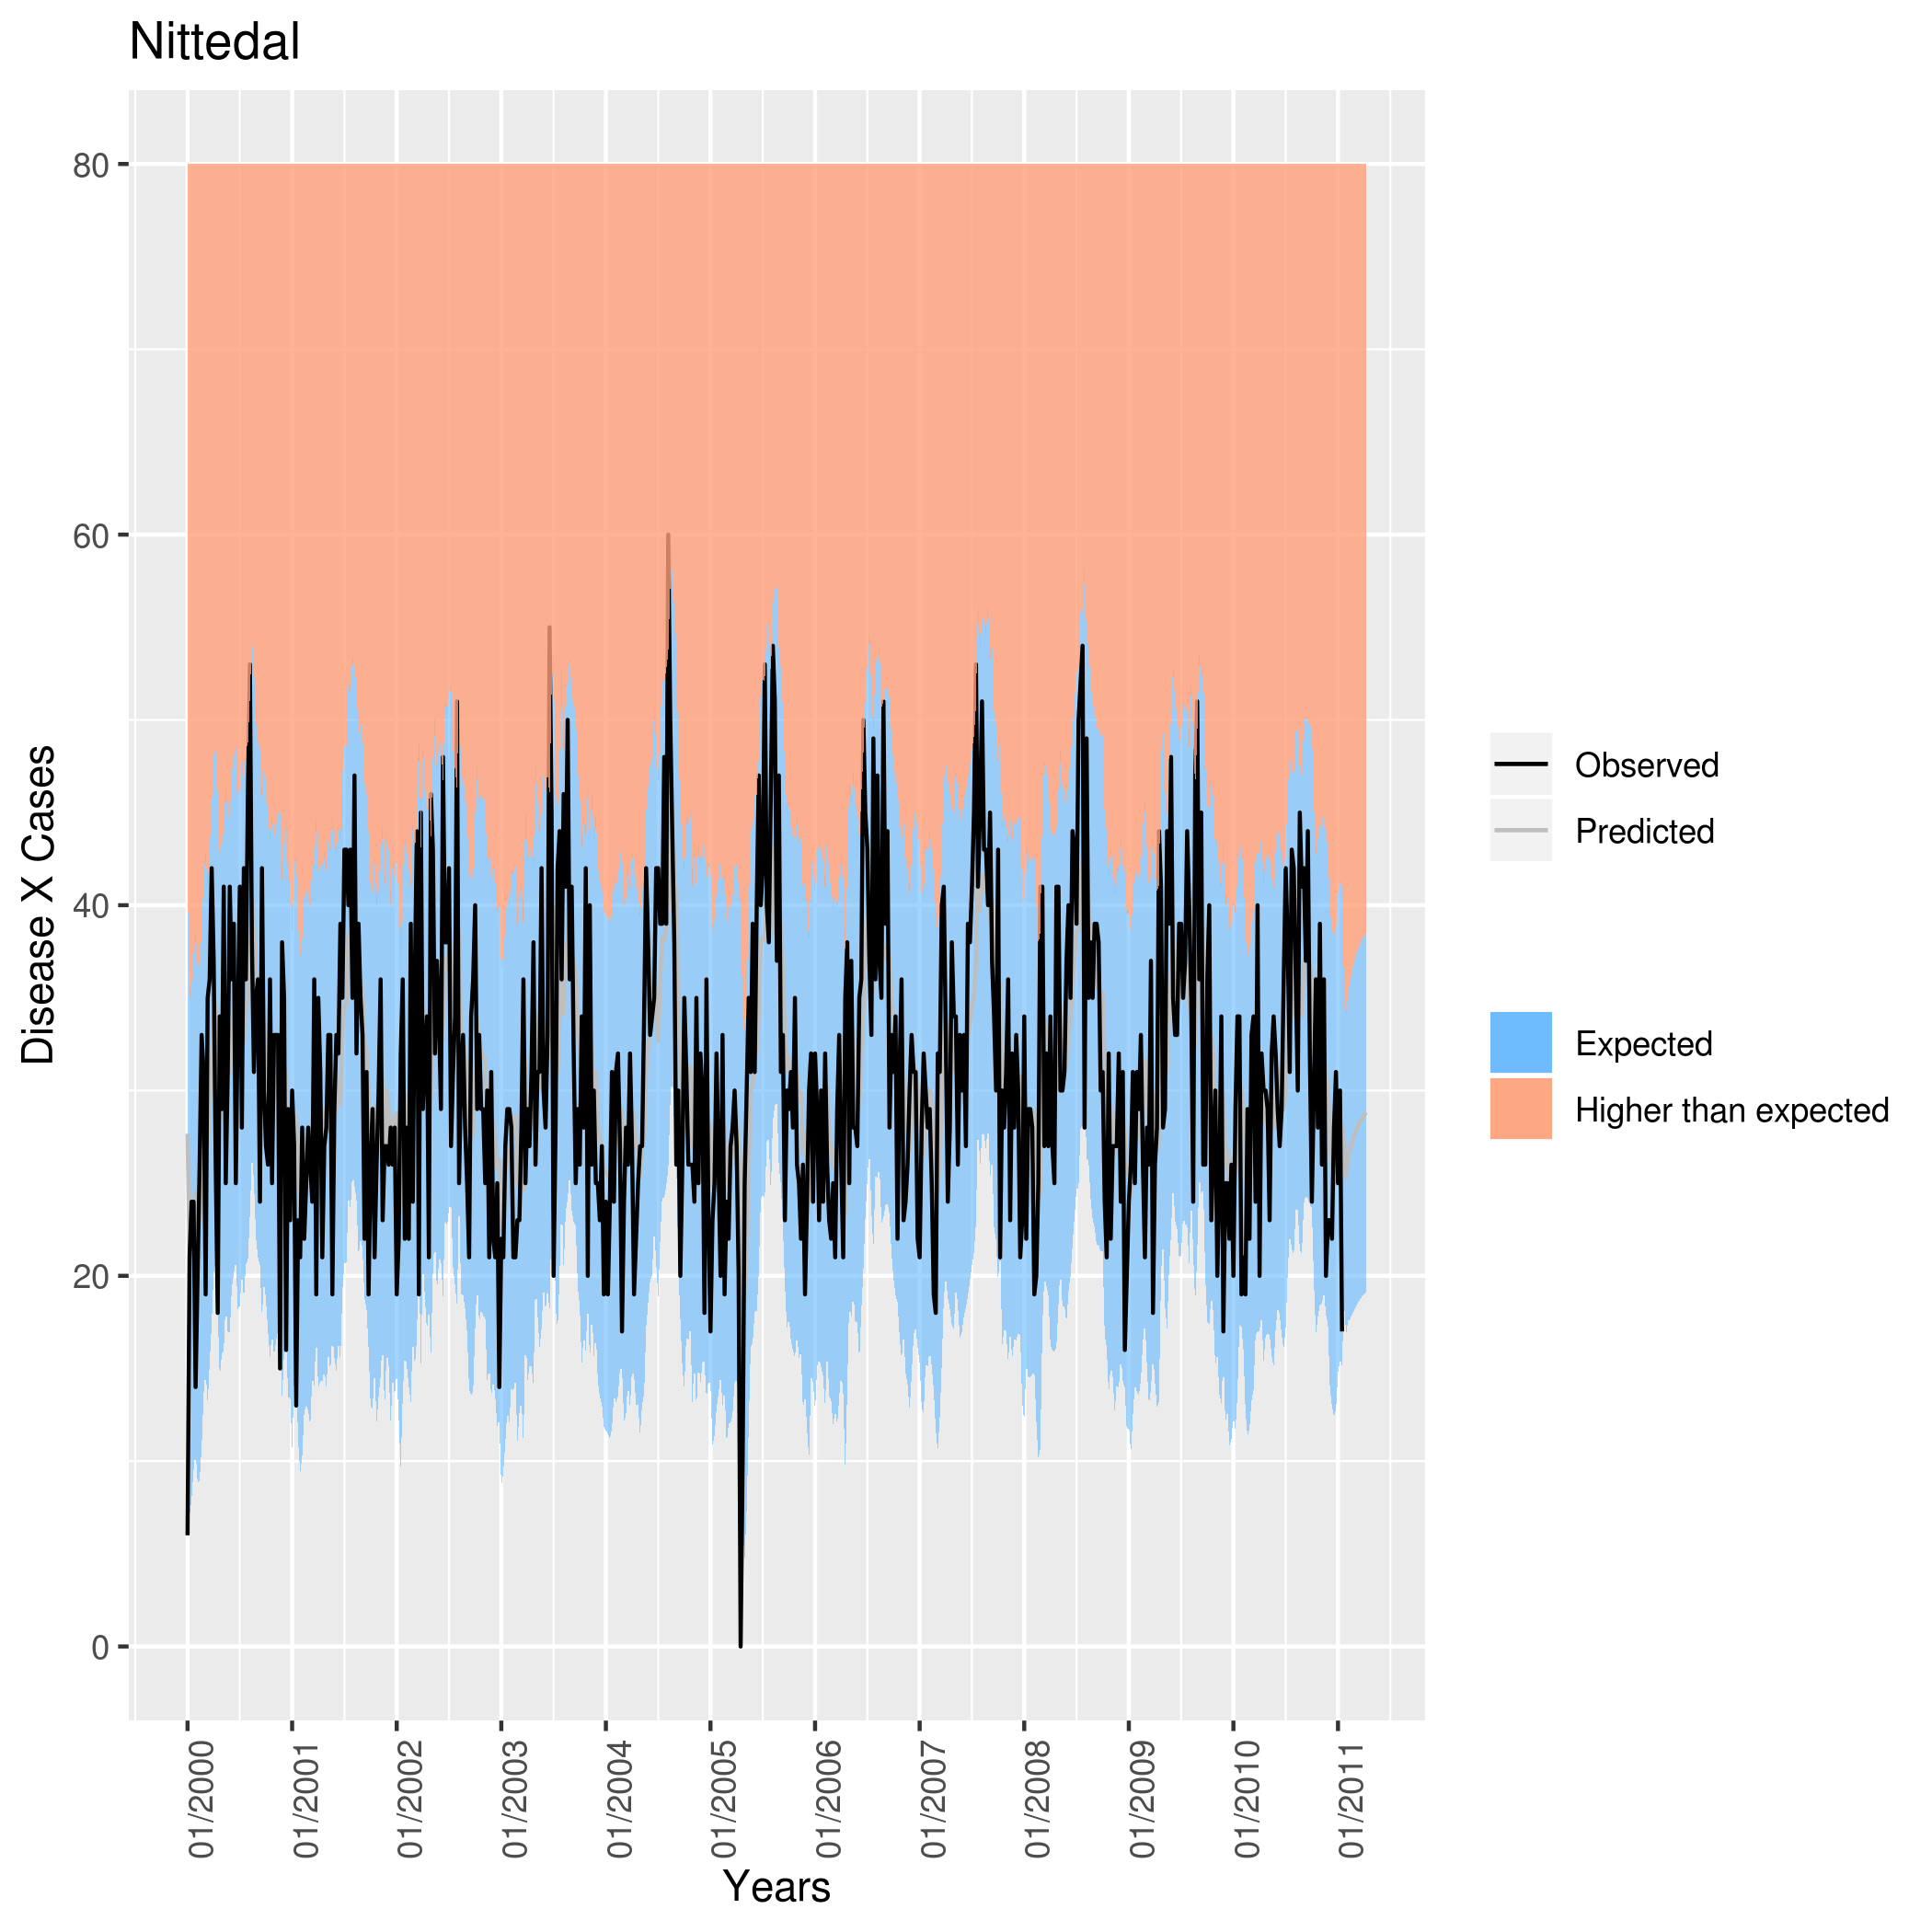 Nittedal
80
60
40
20
0
Disease X Cases
01/2000
01/2001
01/2002
01/2003
01/2004
01/2005
01/2006
01/2007
01/2008
01/2009
01/2010
01/2011
Years
Observed
Predicted
Expected
Higher than expected